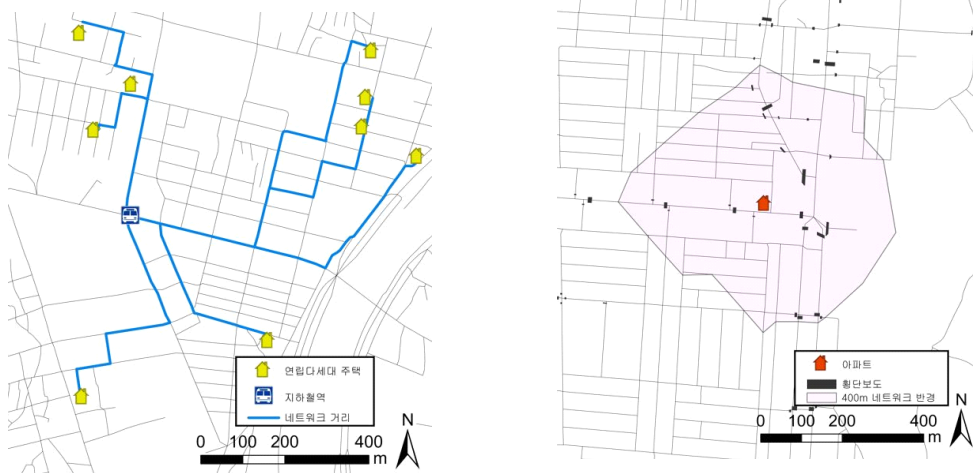 연립다세대 주택
지하철역
네트워크 거리
N
0 100 200 400
m
아파트
횡단보도
400m 네트워크 반경
N
0 100 200 400
m